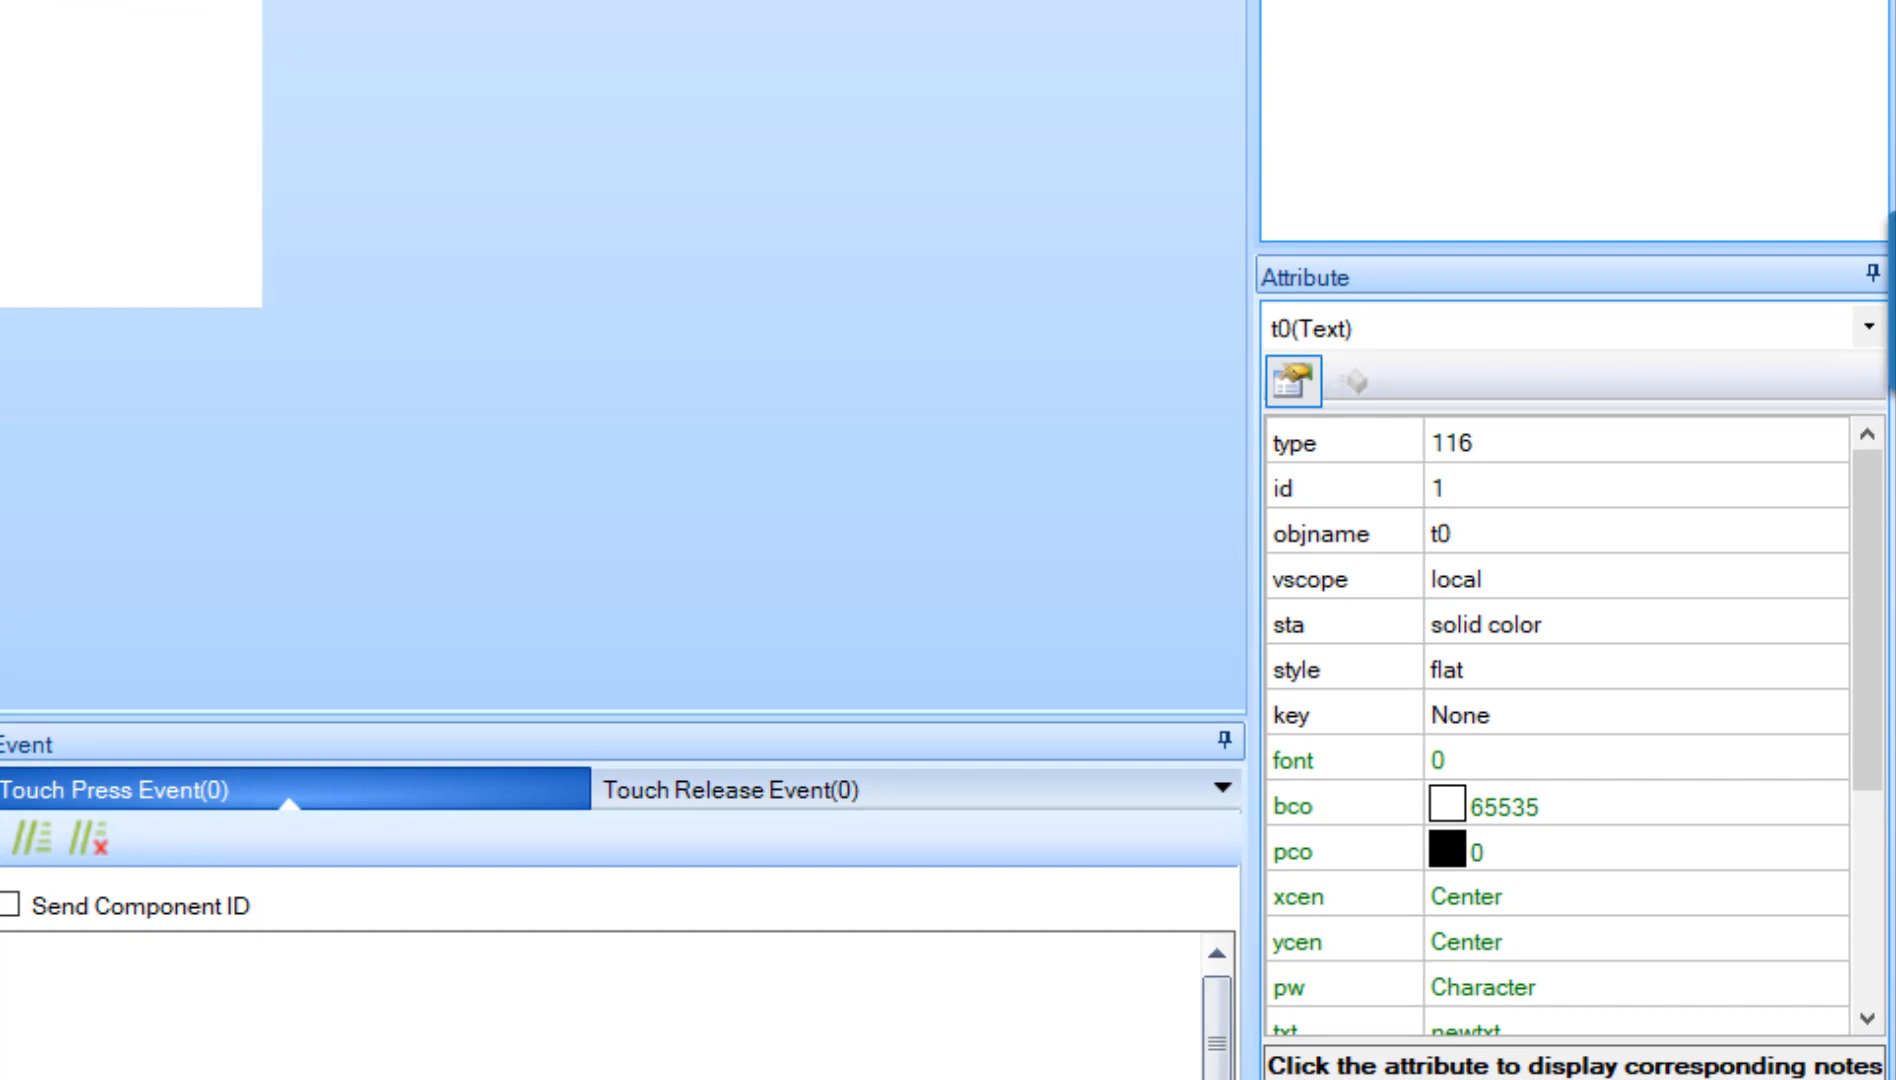 Attribute
t0(Text)
type 116
id 1
objname t0
vscope local
sta solid color
style flat
key None
font 0
bco 65535
pco 0
xcen Center
ycen Center
pw Character
txt newtxt
Click the attribute to display corresponding notes
Event
Touch Press Event(0) Touch Release Event(0)
Send Component ID